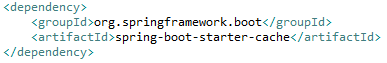 <dependency>
    <groupId>org.springframework.boot</groupId>
    <artifactId>spring-boot-starter-cache</artifactId>
</dependency>